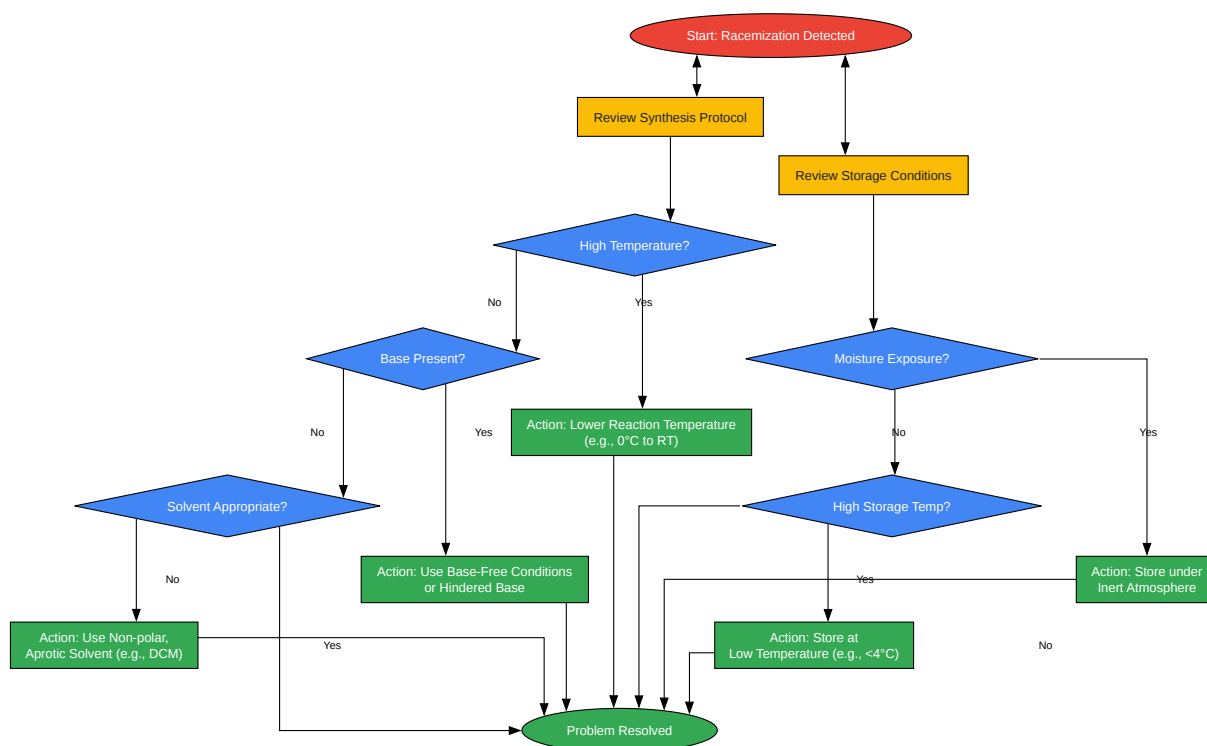 Start: Racemization Detected
Review Synthesis Protocol
Review Storage Conditions
High Temperature?
No
Yes
Base Present?
Moisture Exposure?
Action: Lower Reaction Temperature
(e.g., 0°C to RT)
No
Yes
No
Yes
Solvent Appropriate?
High Storage Temp?
Action: Use Base-Free Conditions
or Hindered Base
No
Yes
Action: Store under
Inert Atmosphere
Action: Use Non-polar,
Aprotic Solvent (e.g., DCM)
Yes
Action: Store at
Low Temperature (e.g., <4°C)
No
Problem Resolved